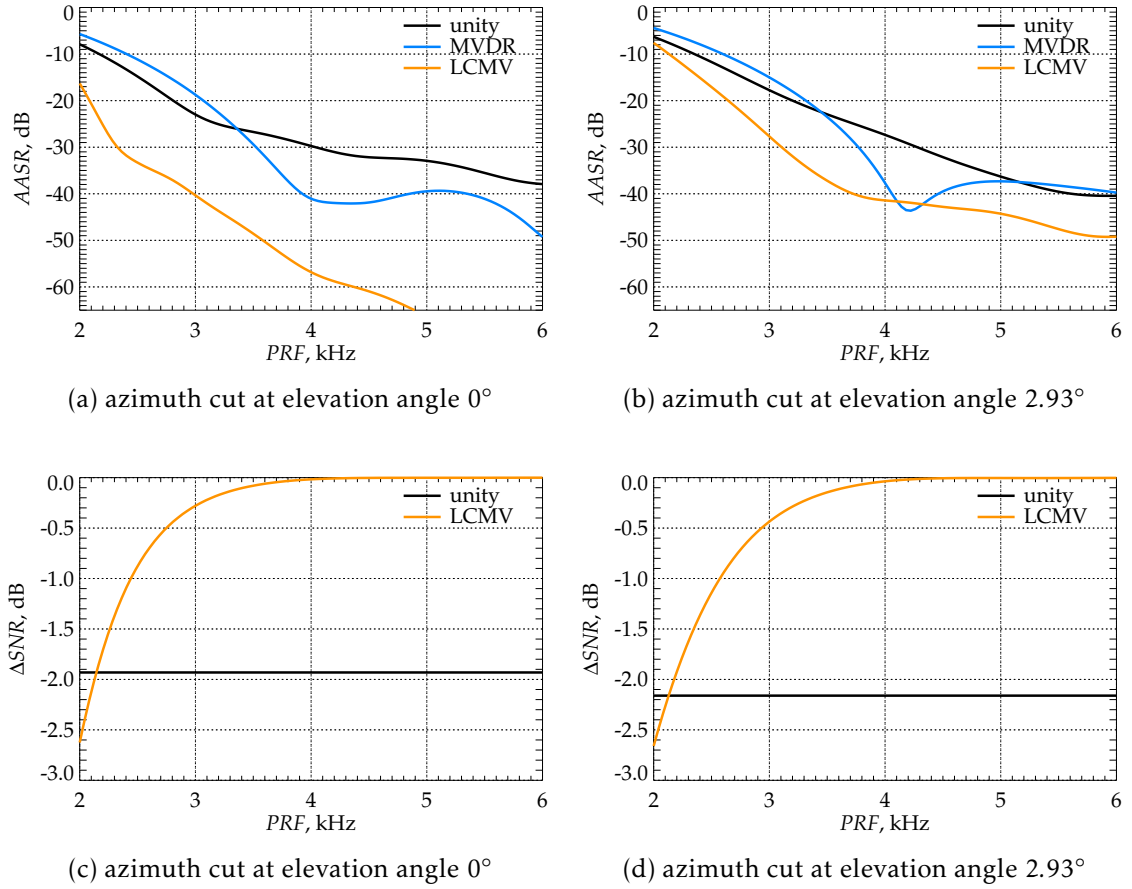 0
-10
-20
-30
-40
-50
-60
AASR, dB
unity
MVDR
LCMV
2 3 4 5 6
PRF, kHz
(a) azimuth cut at elevation angle 0°
0
-10
-20
-30
-40
-50
-60
AASR, dB
unity
MVDR
LCMV
2 3 4 5 6
PRF, kHz
(b) azimuth cut at elevation angle 2.93°
0.0
-0.5
-1.0
-1.5
-2.0
-2.5
-3.0
ΔSNR, dB
unity
LCMV
2 3 4 5 6
PRF, kHz
(c) azimuth cut at elevation angle 0°
0.0
-0.5
-1.0
-1.5
-2.0
-2.5
-3.0
ΔSNR, dB
unity
LCMV
2 3 4 5 6
PRF, kHz
(d) azimuth cut at elevation angle 2.93°